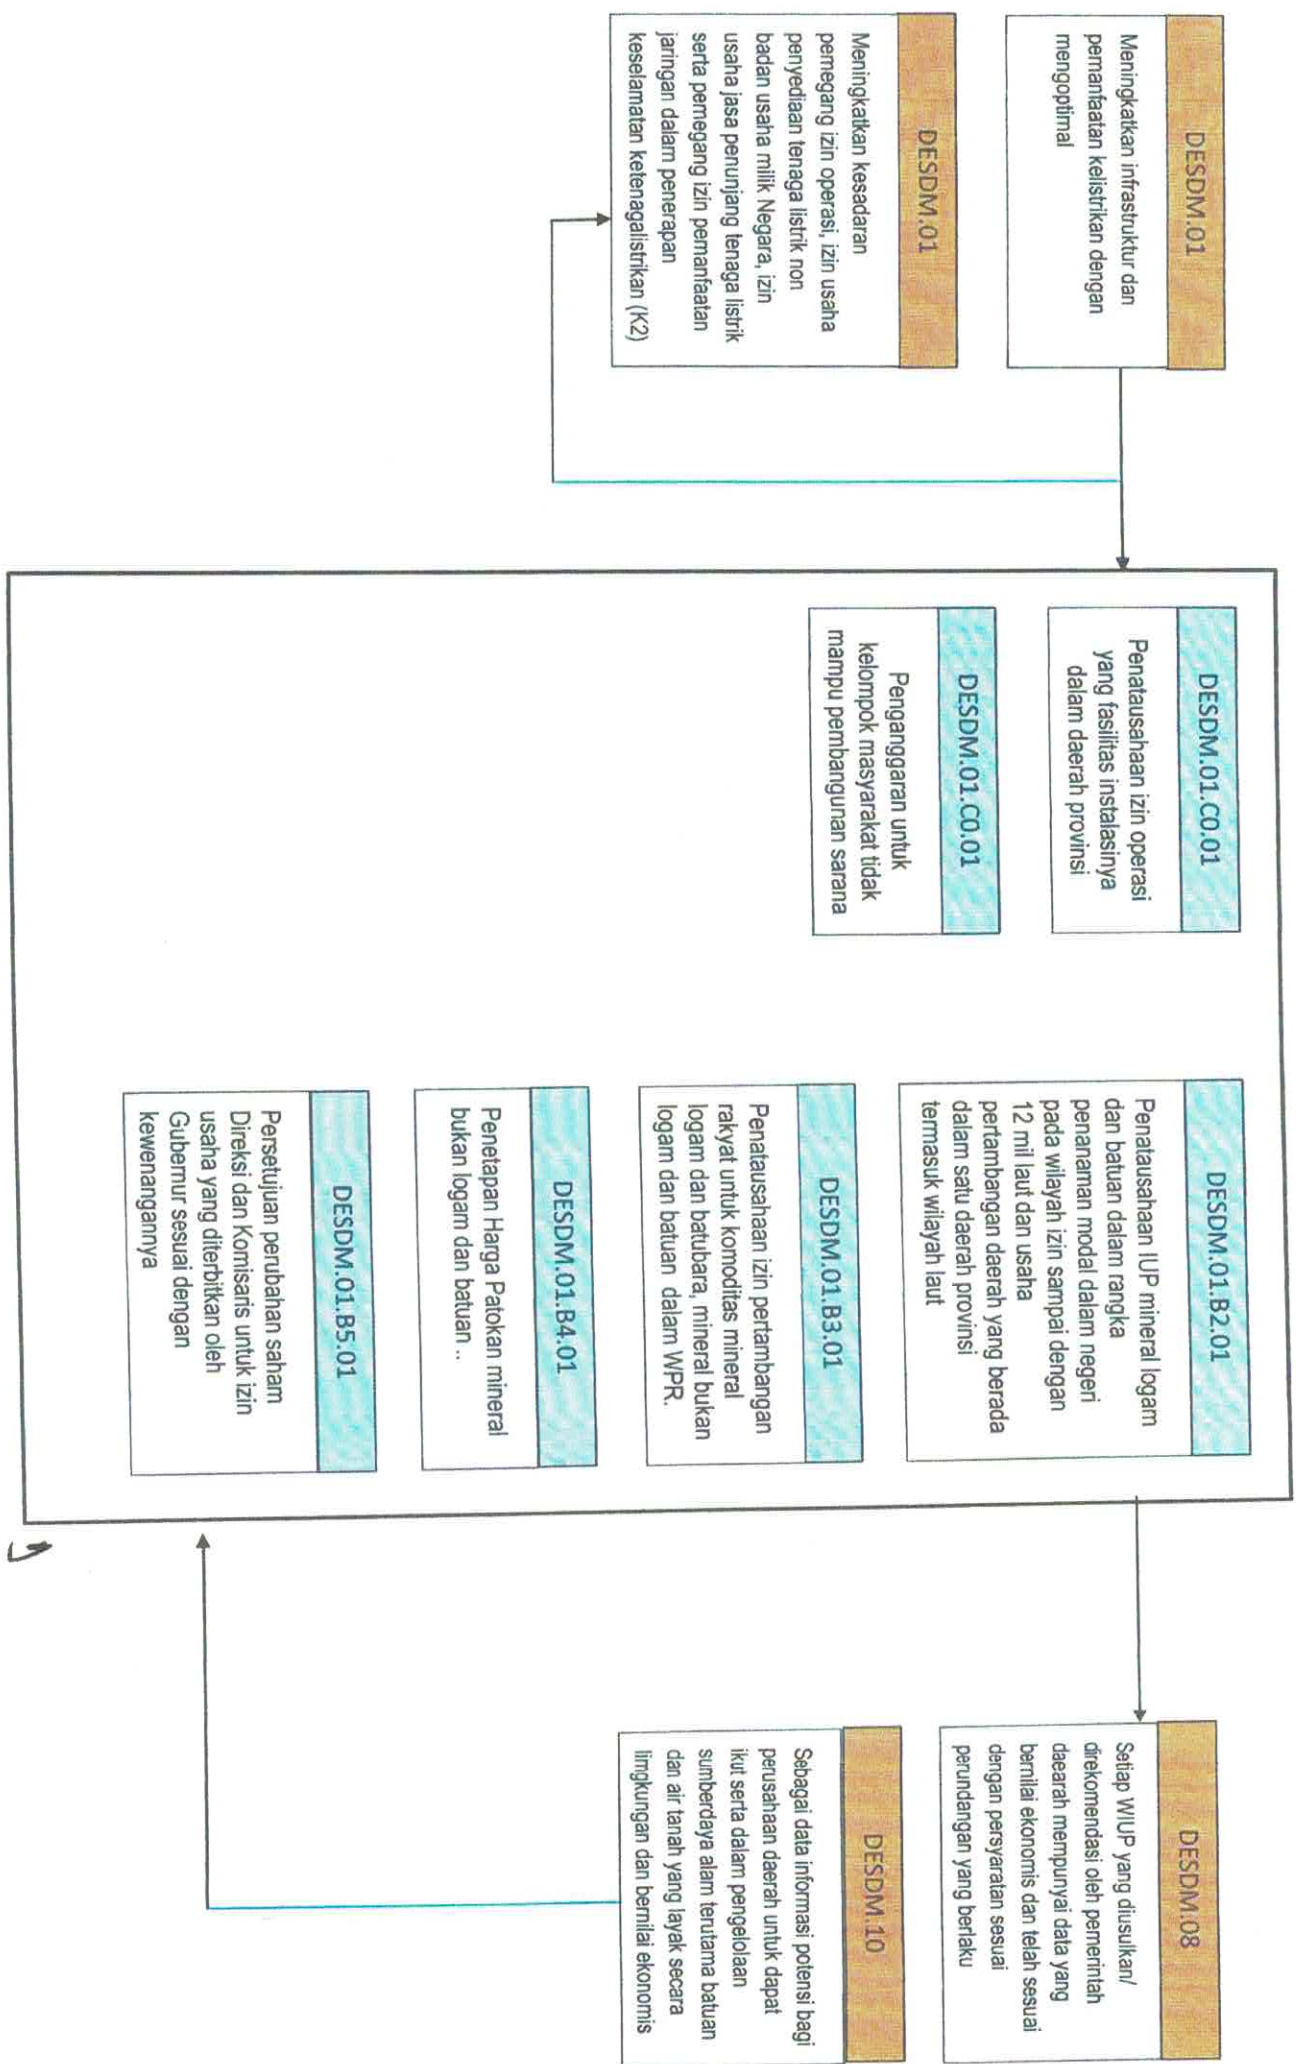 DESDM.01
Meningkatkan infrastruktur dan
pemanfaatan kelistrikan dengan
mengoptimal
DESDM.01
Meningkatkan kesadaran
pemegang izin operasi, izin usaha
penyediaan tenaga listrik non
badan usaha milik Negara, izin
usaha jasa penunjang tenaga listrik
serta pemegang izin pemanfaatan
jaringan dalam penerapan
keselamatan ketenagalistrikan (K2)
DESDM.01.C0.01
Penatausahaan izin operasi
yang fasilitas instalasinya
dalam daerah provinsi
DESDM.01.C0.01
Penganggaran untuk
kelompok masyarakat tidak
mampu pembangunan sarana
DESDM.01.B2.01
Penatausahaan IUP mineral logam
dan batuan dalam rangka
penanaman modal dalam negeri
pada wilayah izin sampai dengan
12 mil laut dan usaha
pertambangan daerah yang berada
dalam satu daerah provinsi
termasuk wilayah laut
DESDM.01.B3.01
Penatausahaan izin pertambangan
rakyat untuk komoditas mineral
logam dan batubara, mineral bukan
logam dan batuan dalam WPR.
DESDM.01.B4.01
Penetapan Harga Patokan mineral
bukan logam dan batuan ..
DESDM.01.B5.01
Persetujuan perubahan saham
Direksi dan Komisaris untuk izin
usaha yang diterbitkan oleh
Gubernur sesuai dengan
kewenangannya
DESDM.08
Setiap WIUP yang diusulkan/
direkomendasi oleh pemerintah
daearah mempunyai data yang
bernilai ekonomis dan telah sesuai
dengan persyaratan sesuai
perundangan yang berlaku
DESDM.10
Sebagai data informasi potensi bagi
perusahaan daerah untuk dapat
ikut serta dalam pengelolaan
sumberdaya alam terutama batuan
dan air tanah yang layak secara
limgkungan dan bernilai ekonomis